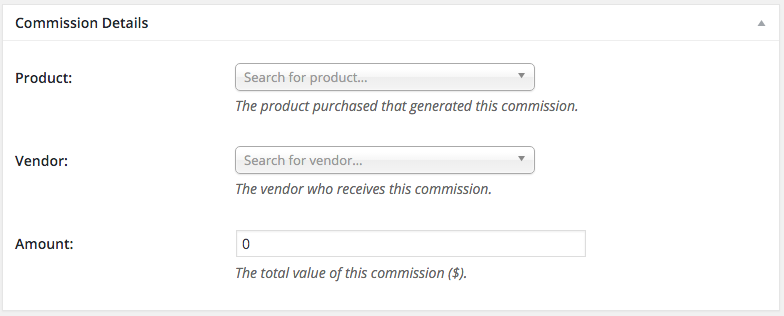 Commission Details
Product:
Search for product...
The product purchased that generated this commission.
Vendor:
Search for vendor...
The vendor who receives this commission.
Amount:
0
The total value of this commission ($).